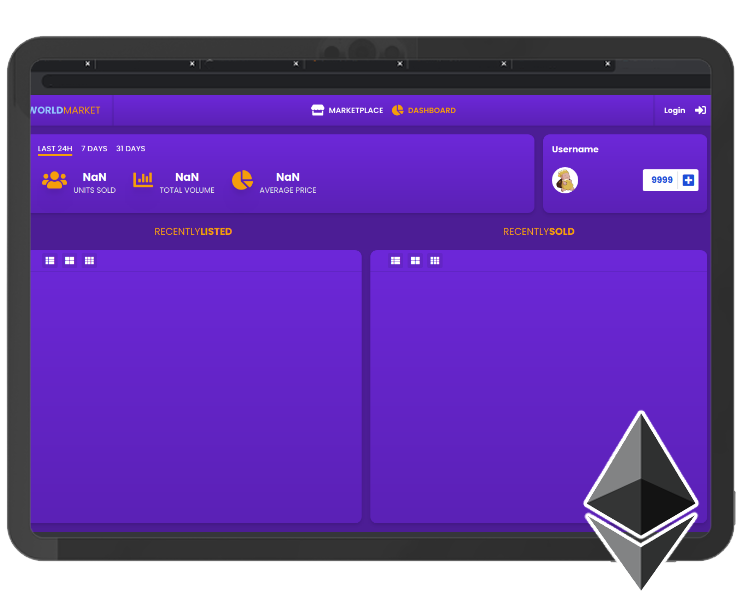 WORLDMARKET
MARKETPLACE DASHBOARD
Login
LAST 24H 7 DAYS 31 DAYS
NaN
UNITS SOLD
NaN
TOTAL VOLUME
NaN
AVERAGE PRICE
Username
9999
RECENTLYLISTED
RECENTLYSOLD